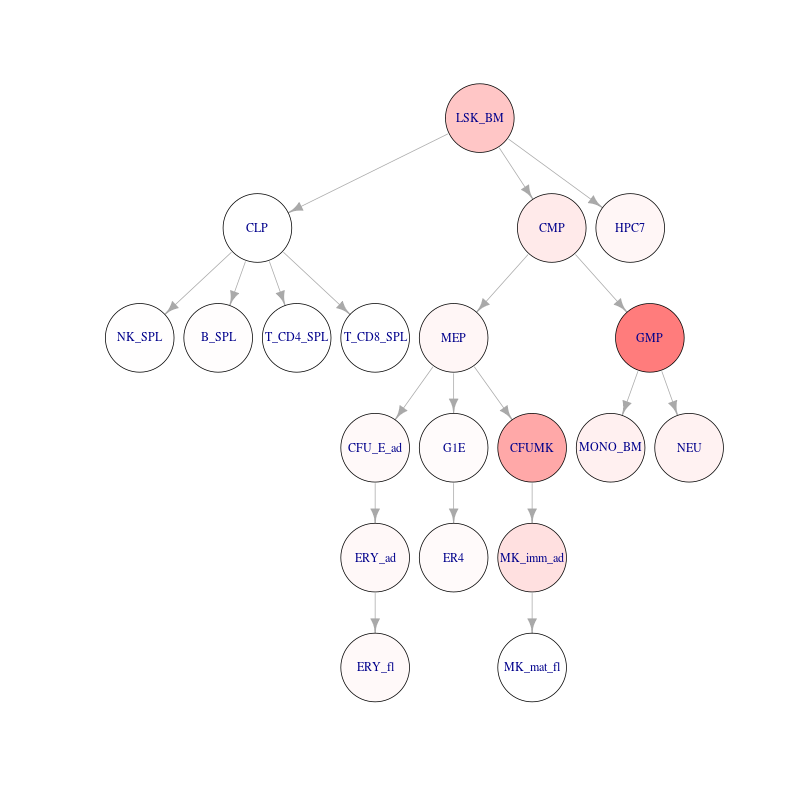 LSK_BM
CLP
CMP
HPC7
NK_SPL
B_SPL
T_CD4_SPL
T_CD8_SPL
MEP
GMP
CFU_E_ad
G1E
CFUMK
MONO_BM
NEU
ERY_ad
ER4
MK_imm_ad
ERY_fl
MK_mat_fl